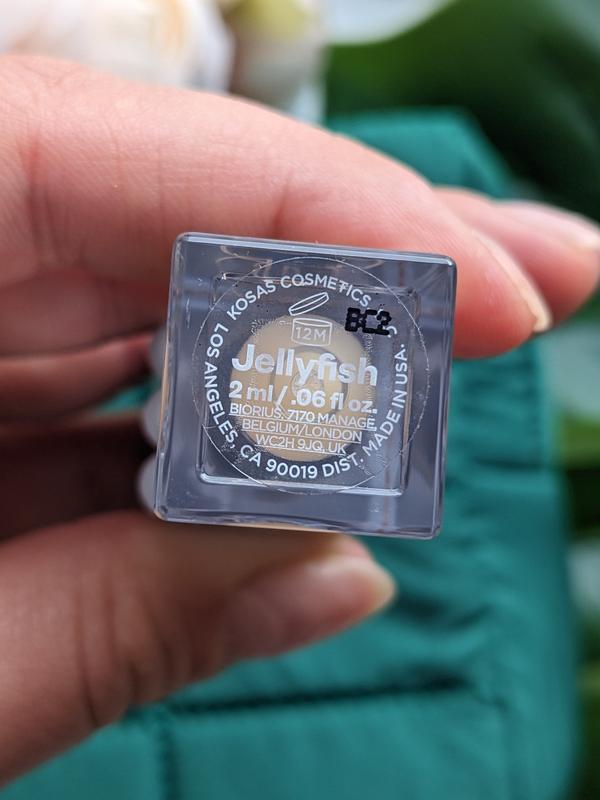 KOSAS COSMETICS
LOS ANGELES, CA 90019 DIST. MADE IN USA.
BC2
12M
Jellyfish
2 ml / .06 fl oz.
BIORIUS, 7170 MANAGE,
BELGIUM/LONDON
WC2H 9JQ, UK